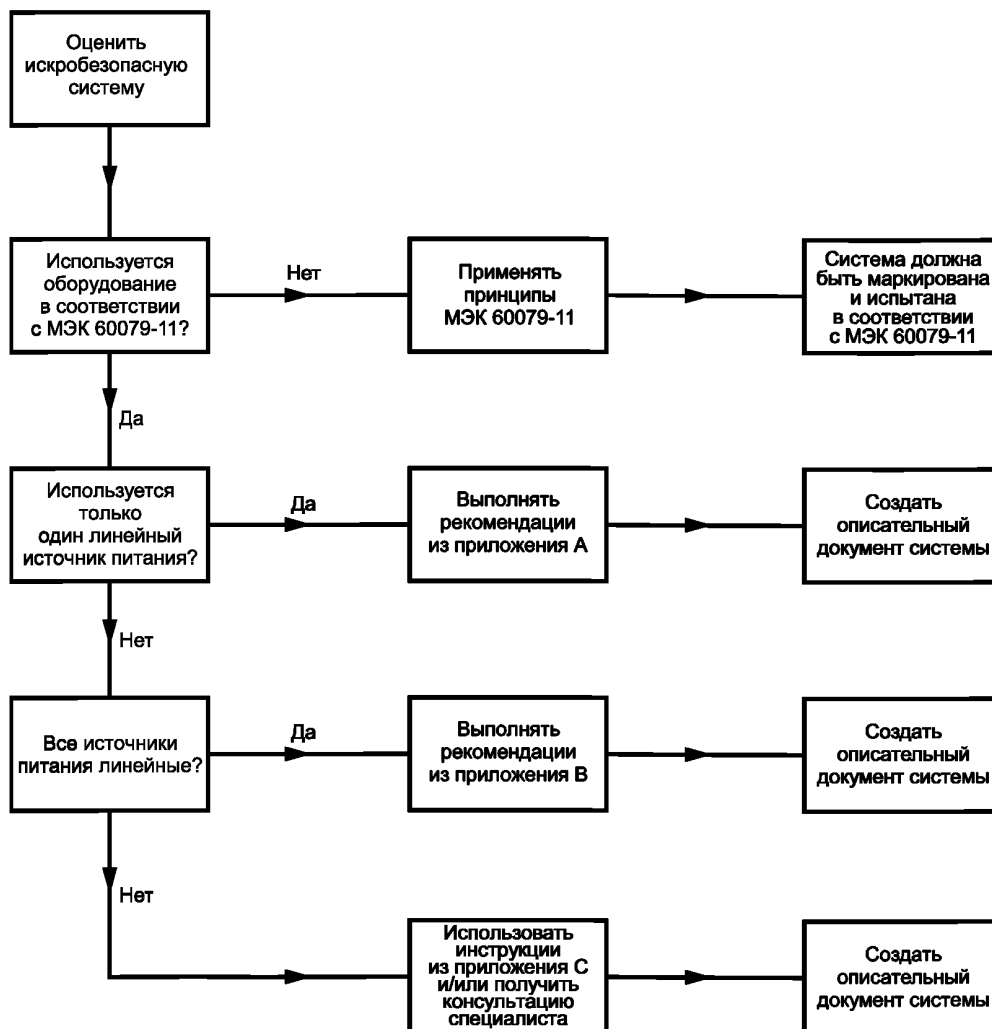 Оценить
искробезопасную
систему
Используется
оборудование
в соответствии
с МЭК 60079-11?
Нет
Применять
принципы
МЭК 60079-11
Система должна
быть маркирована
и испытана
в соответствии
с МЭК 60079-11
Да
Используется
только
один линейный
источник питания?
Да
Выполнять
рекомендации
из приложения А
Создать
описательный
документ системы
Нет
Все источники
питания линейные?
Да
Выполнять
рекомендации
из приложения В
Создать
описательный
документ системы
Нет
Использовать
инструкции
из приложения С
и/или получить
консультацию
специалиста
Создать
описательный
документ системы